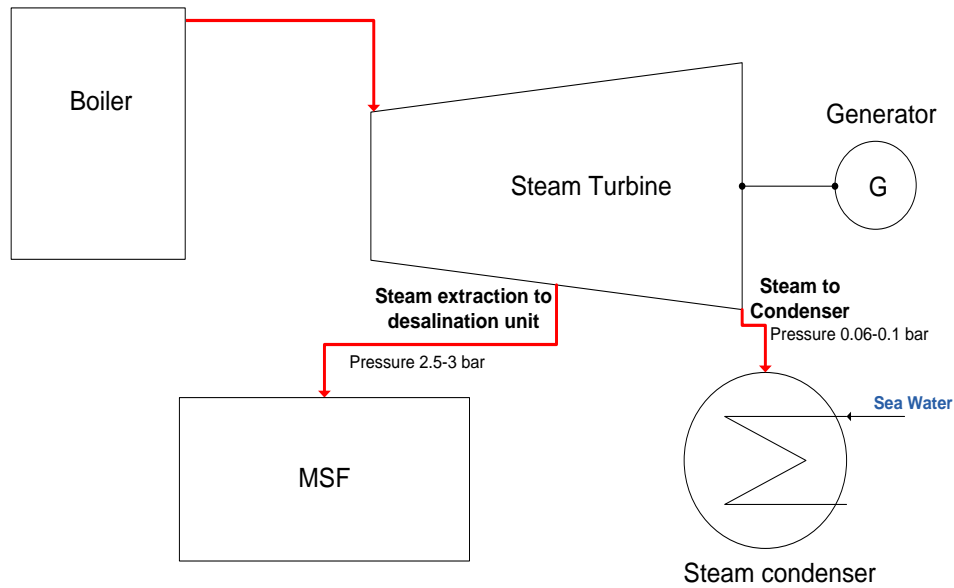 Boiler
Generator
Steam Turbine
G
Steam extraction to
desalination unit
Steam to
Condenser
Pressure 0.06-0.1 bar
Pressure 2.5-3 bar
Sea Water
MSF
Steam condenser